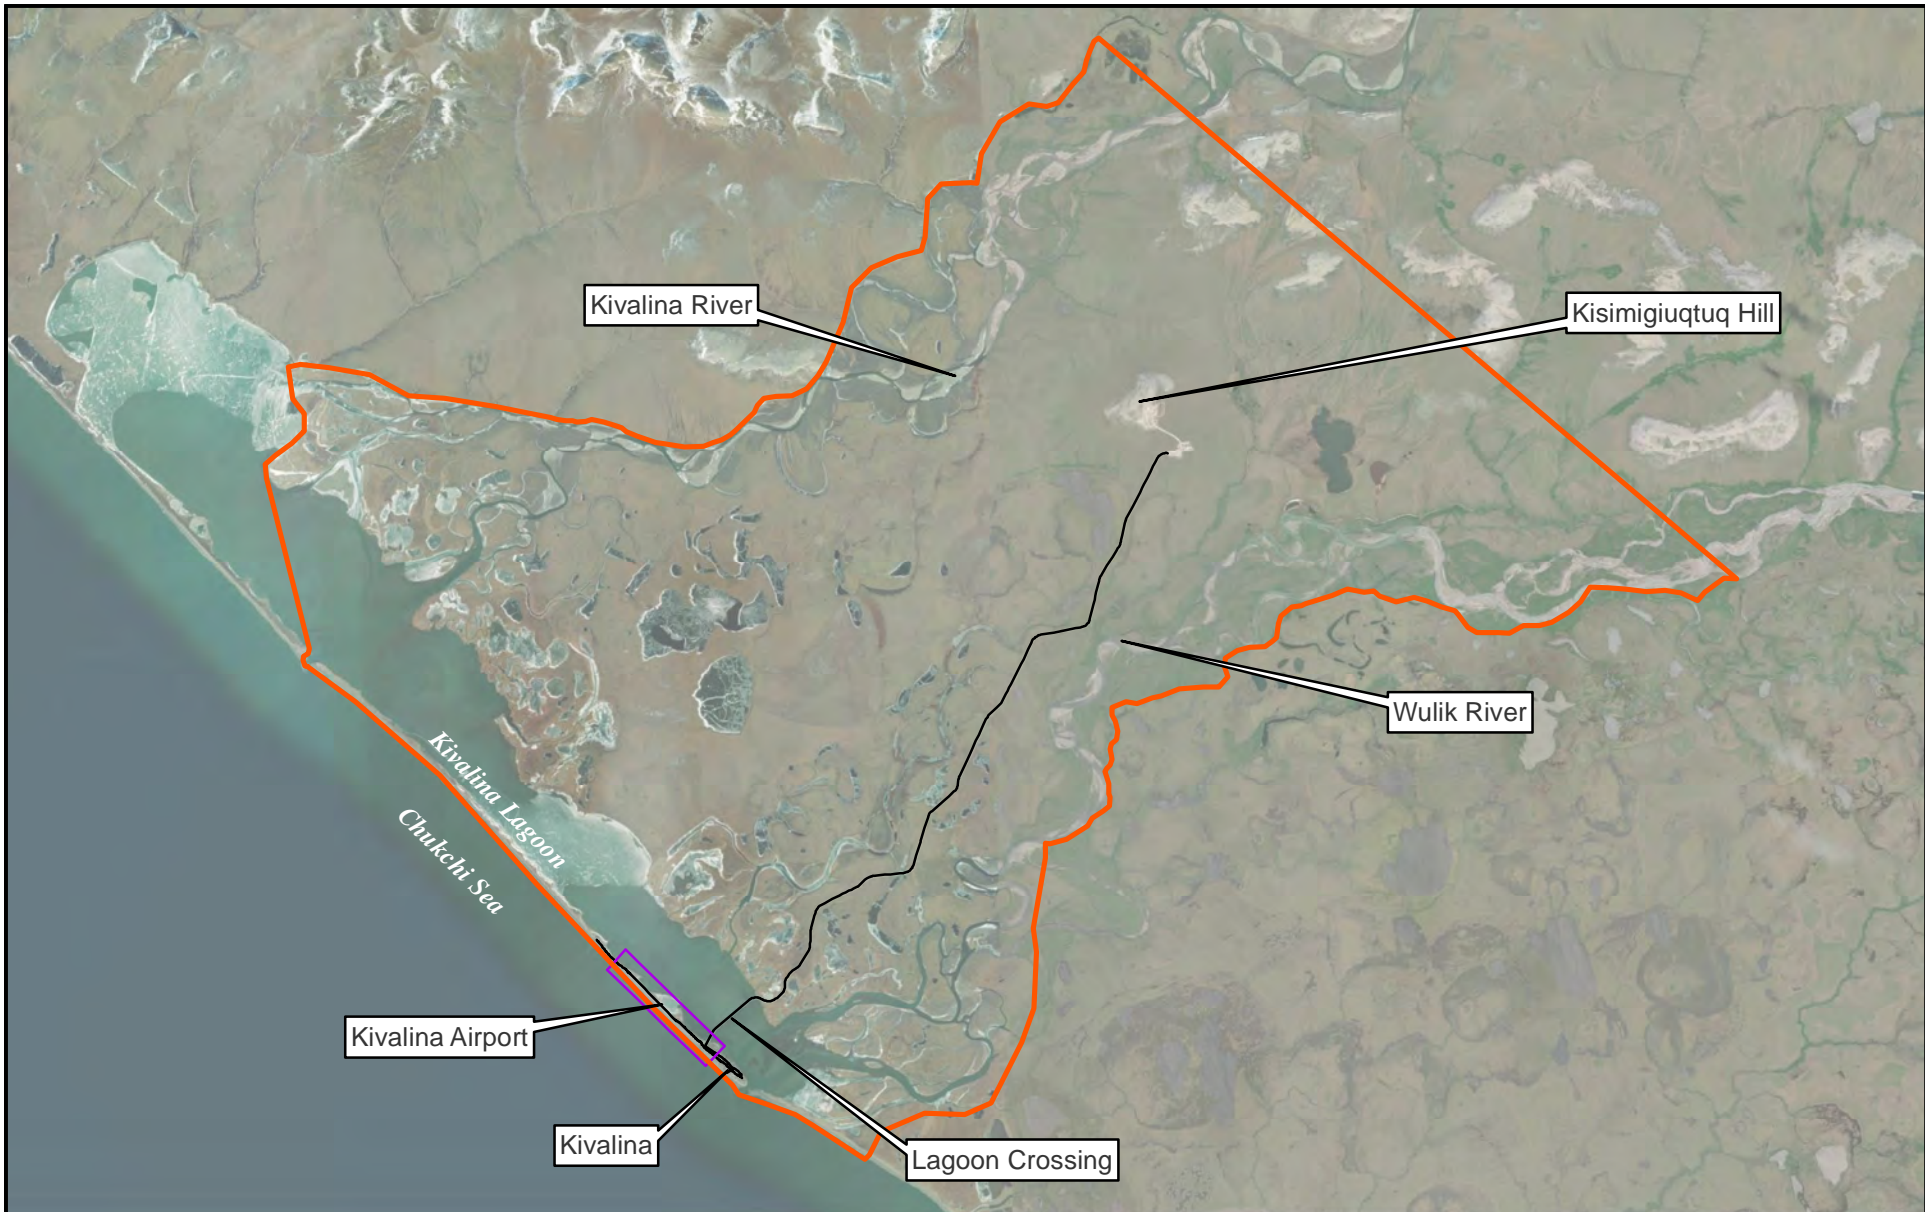 Kivalina River
Kisimigiuqtuq Hill
Wulik River
Kivalina Lagoon
Chukchi Sea
Kivalina Airport
Kivalina
Lagoon Crossing